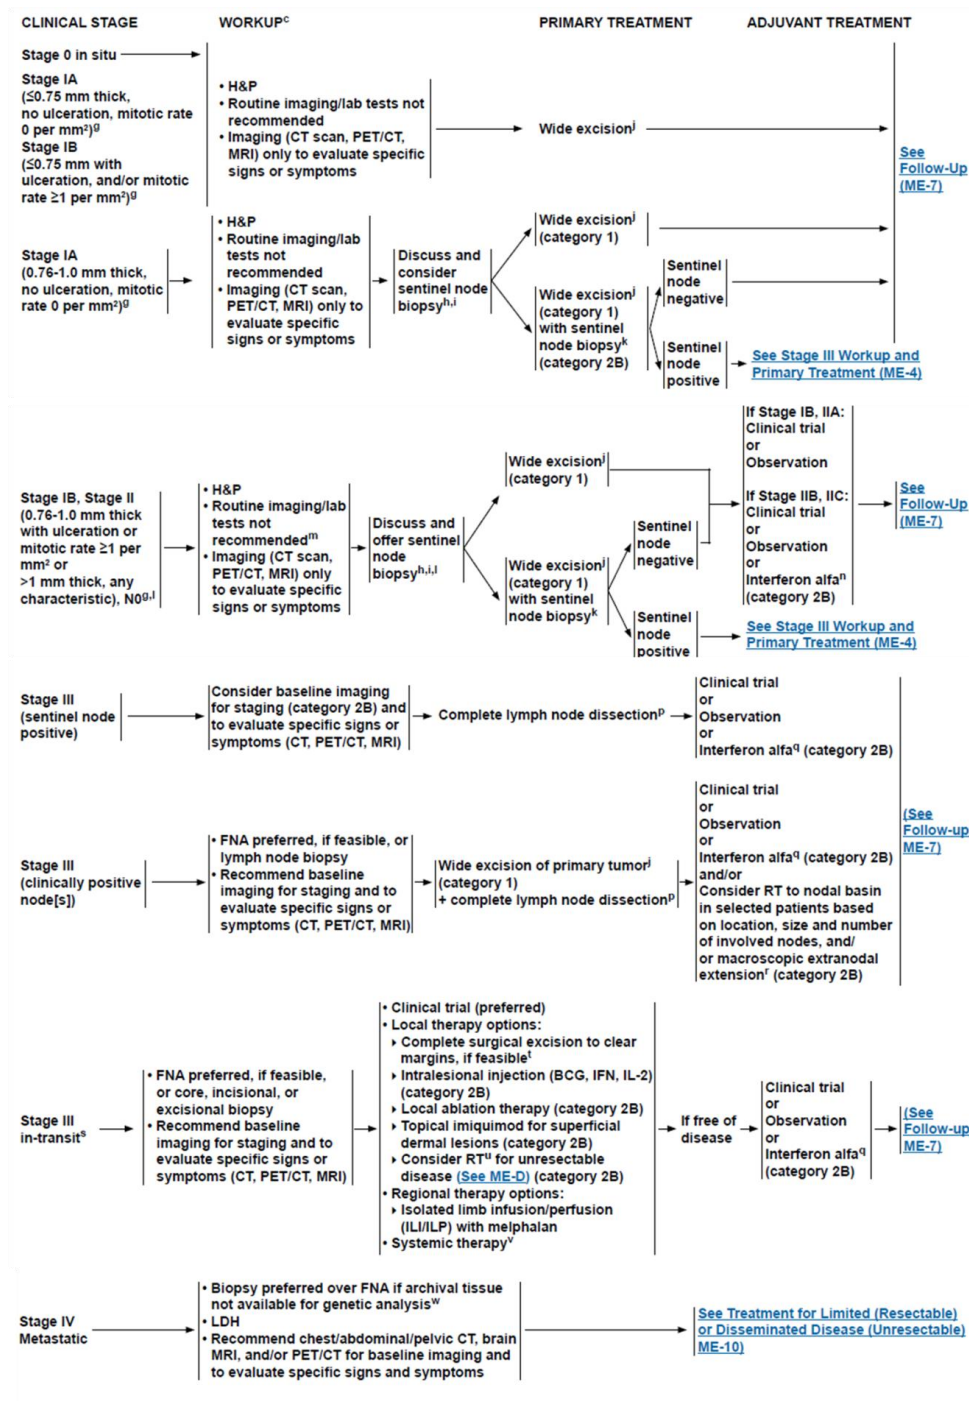 CLINICAL STAGE
WORKUPc
PRIMARY TREATMENT
ADJUVANT TREATMENT
Stage 0 in situ
Stage IA
(≤0.75 mm thick,
no ulceration, mitotic rate
0 per mm²)g
Stage IB
(≤0.75 mm with
ulceration, and/or mitotic
rate ≥1 per mm²)g
• H&P
• Routine imaging/lab tests not
recommended
• Imaging (CT scan, PET/CT,
MRI) only to evaluate specific
signs or symptoms
Wide excisionj
See
Follow-Up
(ME-7)
Stage IA
(0.76-1.0 mm thick,
no ulceration, mitotic
rate 0 per mm²)g
• H&P
• Routine imaging/lab
tests not
recommended
• Imaging (CT scan,
PET/CT, MRI) only to
evaluate specific
signs or symptoms
Discuss and
consider
sentinel node
biopsyh,i
Wide excisionj
(category 1)
Wide excisionj
(category 1)
with sentinel
node biopsyk
(category 2B)
Sentinel
node
negative
Sentinel
node
positive
See Stage III Workup and
Primary Treatment (ME-4)
Stage IB, Stage II
(0.76-1.0 mm thick
with ulceration or
mitotic rate ≥1 per
mm² or
>1 mm thick, any
characteristic), N0g,l
• H&P
• Routine imaging/lab
tests not
recommendedm
• Imaging (CT scan,
PET/CT, MRI) only
to evaluate specific
signs or symptoms
Discuss and
offer sentinel
node
biopsyh,i,l
Wide excisionj
(category 1)
Wide excisionj
(category 1)
with sentinel
node biopsyk
Sentinel
node
negative
Sentinel
node
positive
If Stage IB, IIA:
Clinical trial
or
Observation
If Stage IIB, IIC:
Clinical trial
or
Observation
or
Interferon alfan
(category 2B)
See
Follow-Up
(ME-7)
See Stage III Workup and
Primary Treatment (ME-4)
Stage III
(sentinel node
positive)
Consider baseline imaging
for staging (category 2B) and
to evaluate specific signs or
symptoms (CT, PET/CT, MRI)
Complete lymph node dissectionp
Clinical trial
or
Observation
or
Interferon alfaq (category 2B)
Stage III
(clinically positive
node[s])
• FNA preferred, if feasible, or
lymph node biopsy
• Recommend baseline
imaging for staging and to
evaluate specific signs or
symptoms (CT, PET/CT, MRI)
Wide excision of primary tumorj
(category 1)
+ complete lymph node dissectionp
Clinical trial
or
Observation
or
Interferon alfaq (category 2B)
and/or
Consider RT to nodal basin
in selected patients based
on location, size and number
of involved nodes, and/
or macroscopic extranodal
extensionr (category 2B)
(See
Follow-up
ME-7)
Stage III
in-transits
• FNA preferred, if feasible,
or core, incisional, or
excisional biopsy
• Recommend baseline
imaging for staging and to
evaluate specific signs or
symptoms (CT, PET/CT, MRI)
• Clinical trial (preferred)
• Local therapy options:
▸ Complete surgical excision to clear
margins, if feasiblet
▸ Intralesional injection (BCG, IFN, IL-2)
(category 2B)
▸ Local ablation therapy (category 2B)
▸ Topical imiquimod for superficial
dermal lesions (category 2B)
▸ Consider RTu for unresectable
disease (See ME-D) (category 2B)
• Regional therapy options:
▸ Isolated limb infusion/perfusion
(ILI/ILP) with melphalan
• Systemic therapyv
If free of
disease
Clinical trial
or
Observation
or
Interferon alfaq
(category 2B)
(See
Follow-up
ME-7)
Stage IV
Metastatic
• Biopsy preferred over FNA if archival tissue
not available for genetic analysisw
• LDH
• Recommend chest/abdominal/pelvic CT, brain
MRI, and/or PET/CT for baseline imaging and
to evaluate specific signs and symptoms
See Treatment for Limited (Resectable)
or Disseminated Disease (Unresectable)
ME-10)